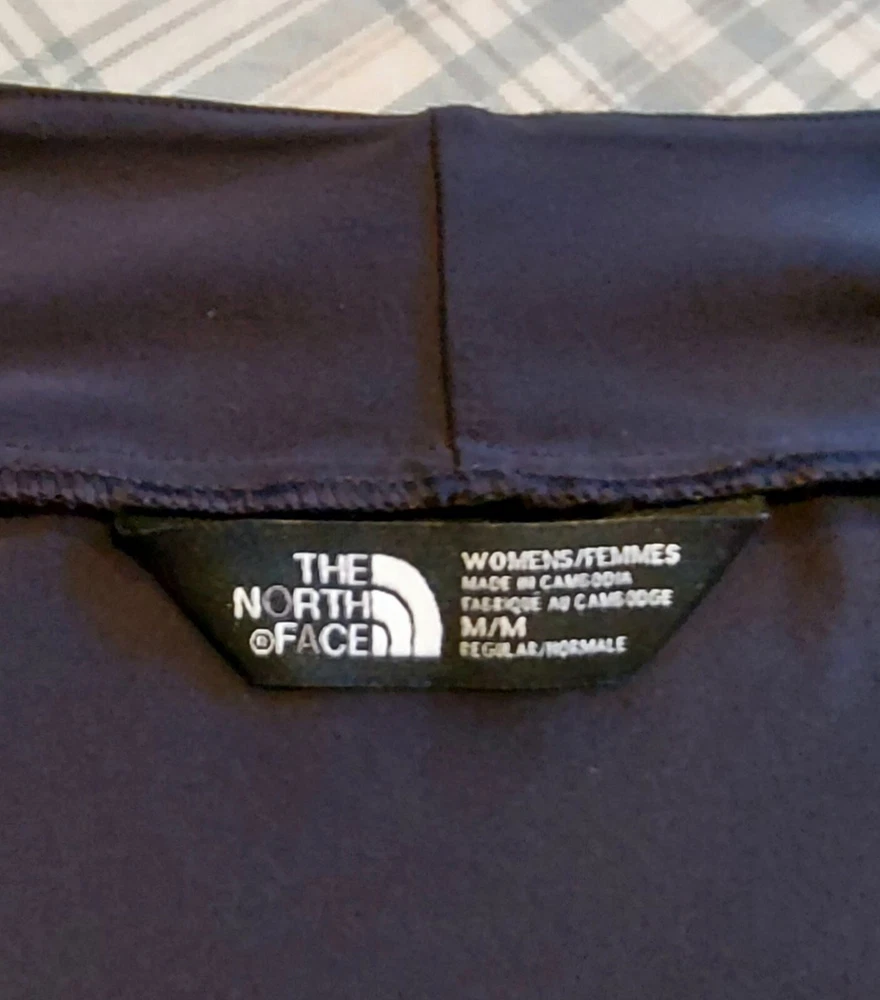 THE
NORTH
®FACE
WOMENS/FEMMES
MADE IN CAMBODIA
FABRIQUÉ AU CAMBODGE
M/M
REGULAR/NORMALE